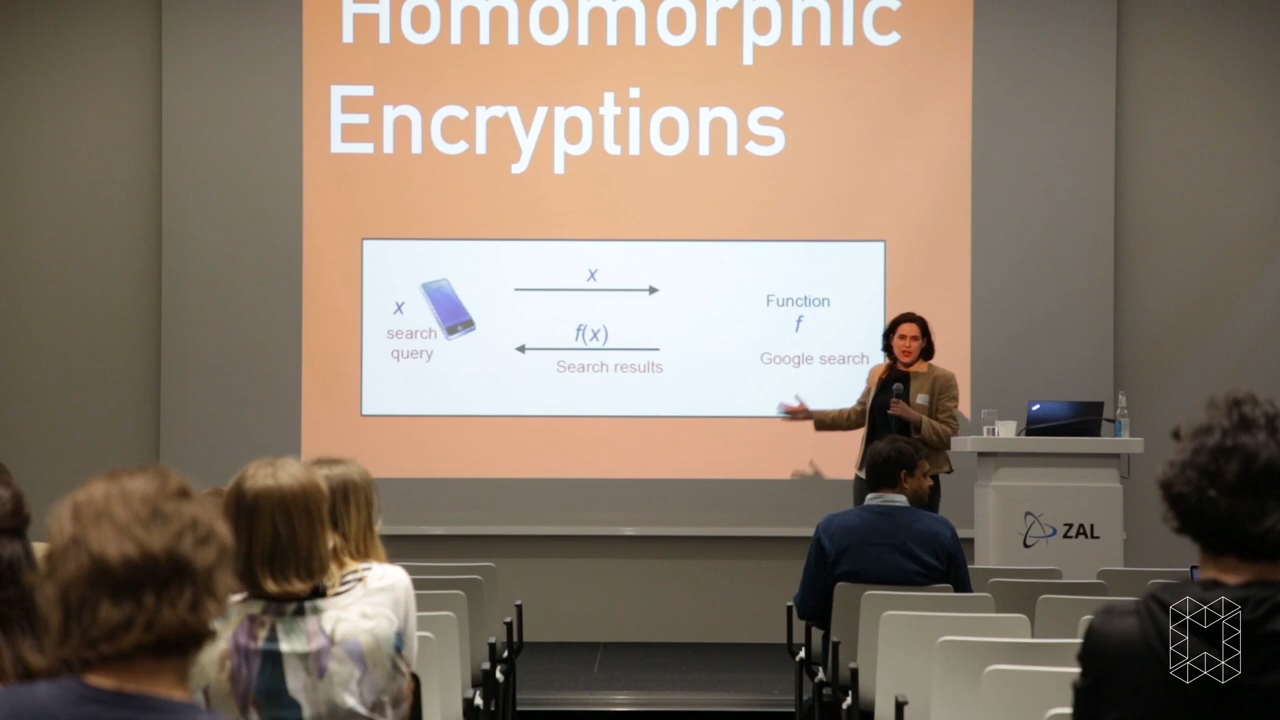 Homomorphic
Encryptions
x
x
search
query
f(x)
Search results
Function
f
Google search
ZAL